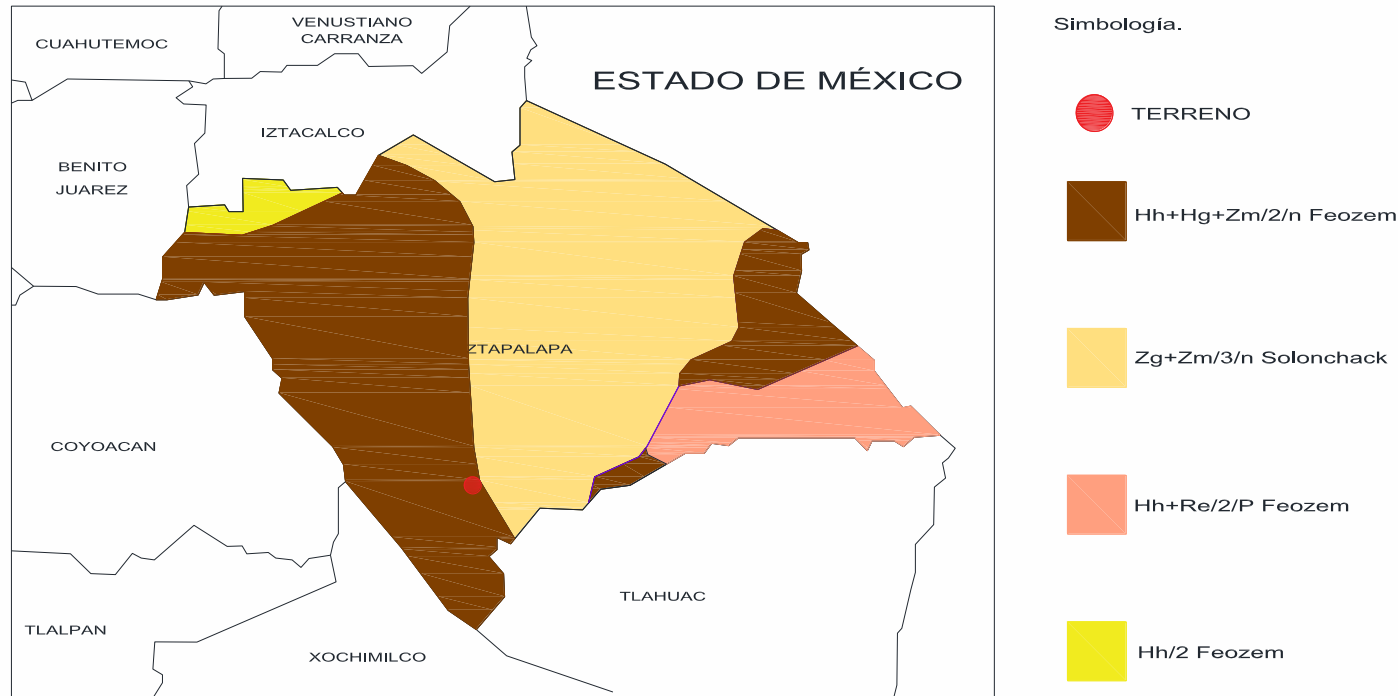 CUAHUTEMOC
VENUSTIANO
CARRANZA
ESTADO DE MÉXICO
IZTACALCO
BENITO
JUAREZ
ZTAPALAPA
COYOACAN
TLAHUAC
TLALPAN
XOCHIMILCO
Simbología.
TERRENO
Hh+Hg+Zm/2/n Feozem
Zg+Zm/3/n Solonchack
Hh+Re/2/P Feozem
Hh/2 Feozem